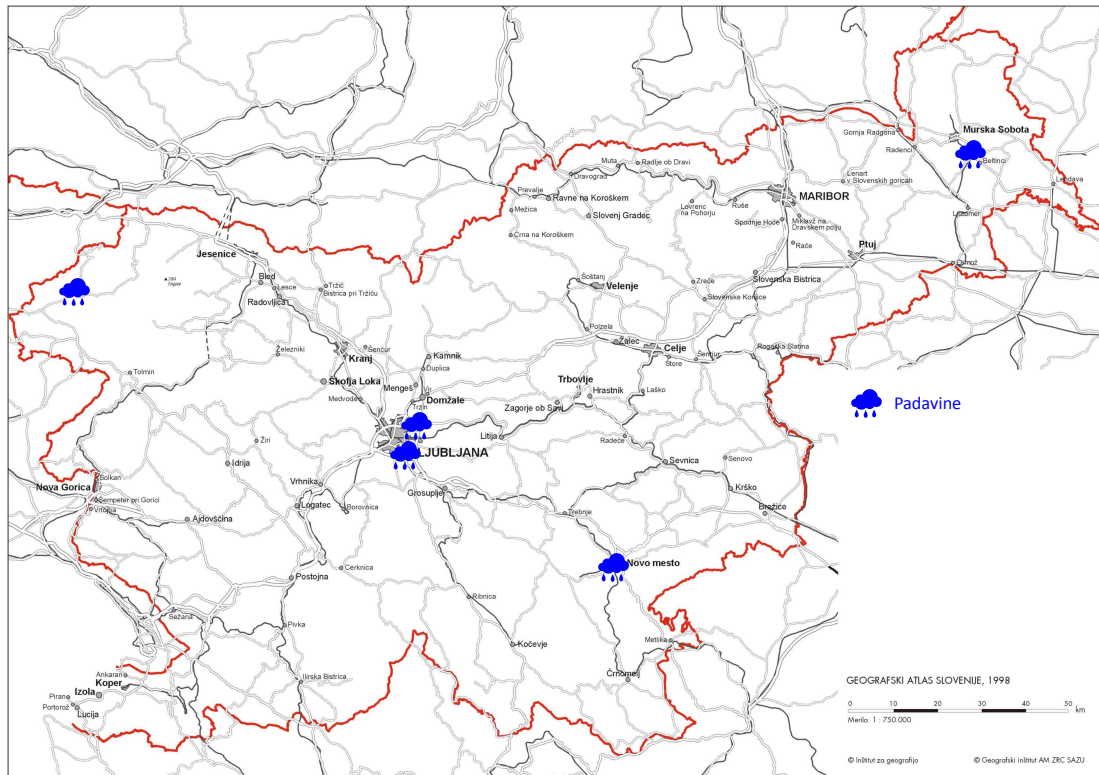 Murska Sobota
Gornja Radgona
Radenci
Beltinci
Muta
Radlje ob Dravi
Dravograd
Lenart
v Slovenskih goricah
Lendava
Prevalje
Ravne na Koroškem
MARIBOR
Ruše
Lovrenc
na Pohorju
Mežica
Slovenj Gradec
Ljutomer
Spodnje Hoče
Miklavž na
Dravskem polju
Črna na Koroškem
Rače
Ptuj
Jesenice
Ormož
Bled
Lesce
Tržič
Bistrica pri Tržiču
Radovljica
Šoštanj
Velenje
Zreče
Slovenska Bistrica
Slovenske Konjice
Polzela
Žalec
Celje
Šentjur
Štore
Rogaška Slatina
Železniki
Kranj
Šenčur
Kamnik
Duplica
Tolmin
Škofja Loka
Mengeš
Vir
Medvode
Domžale
Trzin
Trbovlje
Hrastnik
Laško
Zagorje ob Savi
Padavine
Žiri
Litija
Radeče
LJUBLJANA
Idrija
Sevnica
Senovo
Solkan
Nova Gorica
Vrhnika
Grosuplje
Krško
Šempeter pri Gorici
Vrtojba
Logatec
Borovnica
Trebnje
Brežice
Ajdovščina
Cerknica
Novo mesto
Postojna
Ribnica
Sežana
Pivka
Metlika
Kočevje
Ankaran
Koper
Ilirska Bistrica
Črnomelj
Piran
Izola
Portorož
Lucija
GEOGRAFSKI ATLAS SLOVENIJE, 1998
0 10 20 30 40 50 km
Merilo: 1 : 750 000
© Inštitut za geografijo
© Geografski inštitut AM ZRC SAZU